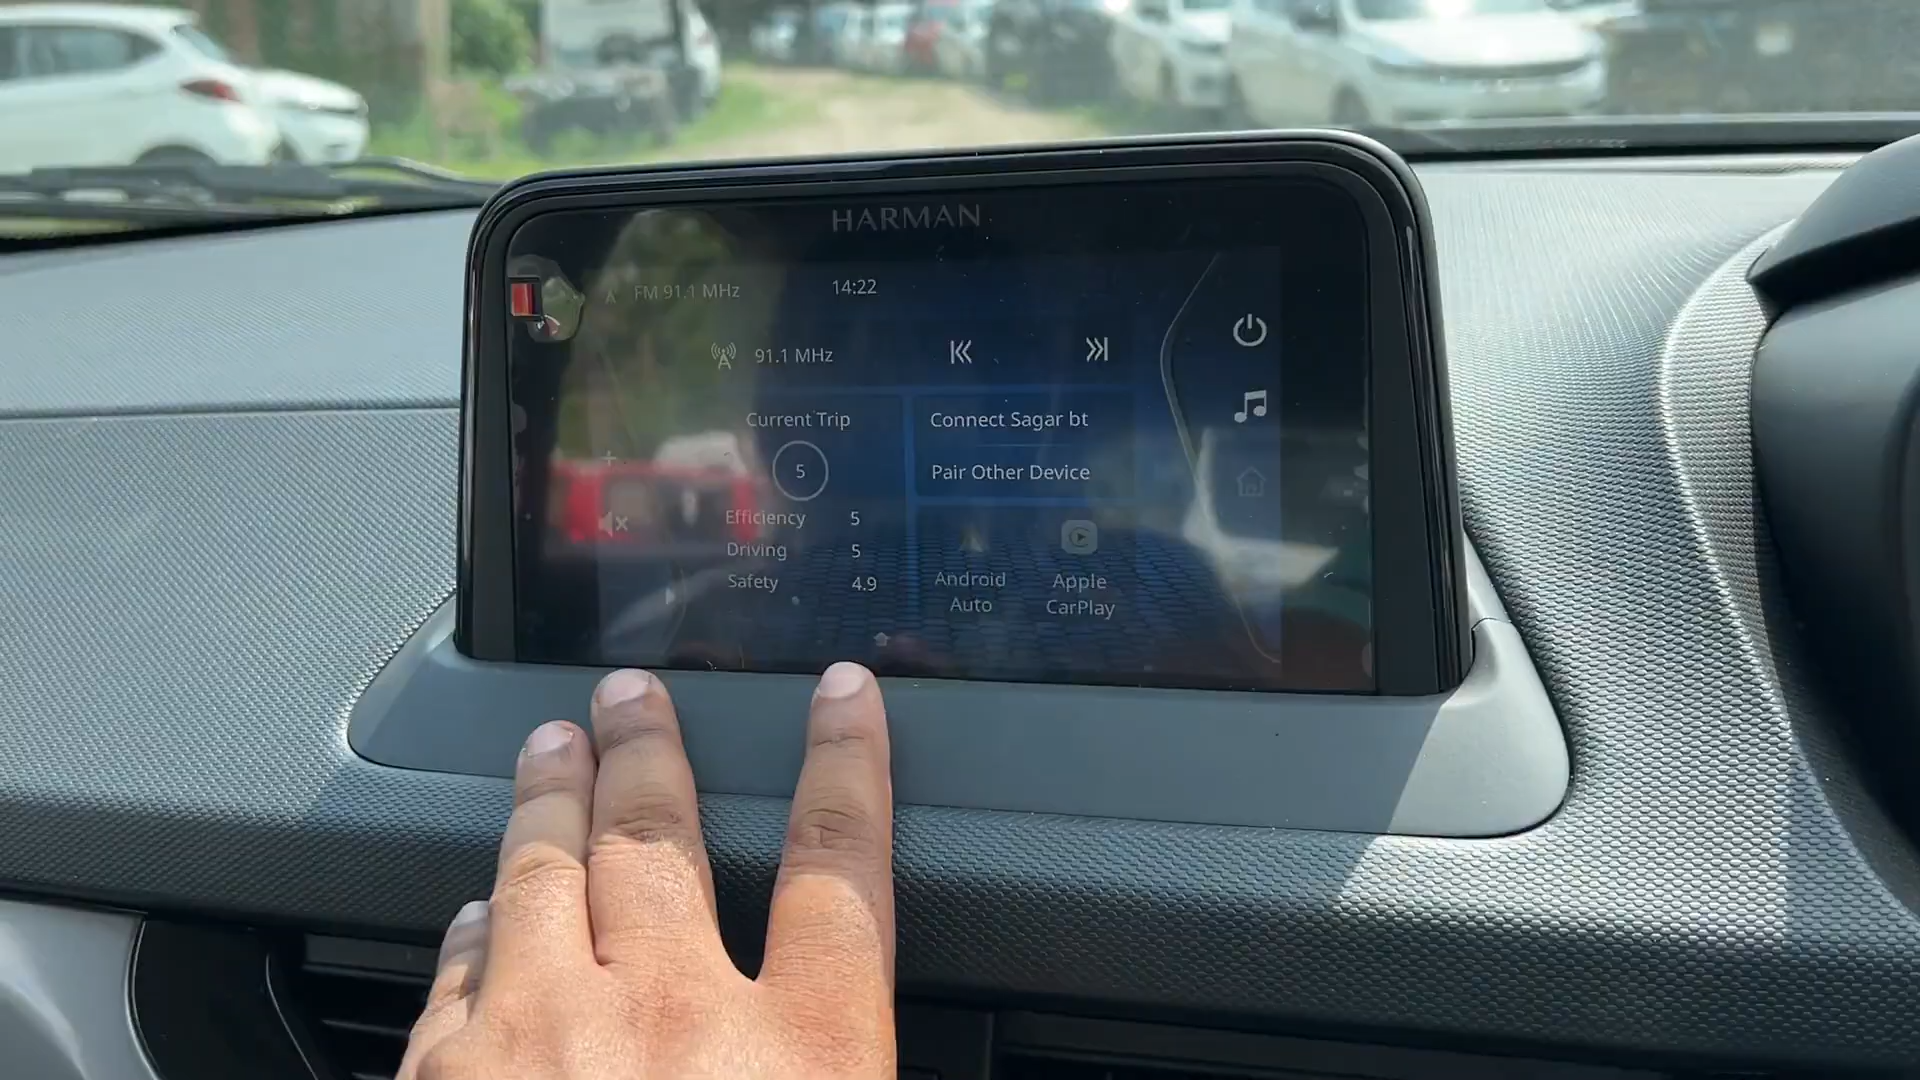 HARMAN
FM 91.1 MHz
14:22
91.1 MHz
Current Trip
5
Efficiency 5
Driving 5
Safety 4.9
Connect Sagar bt
Pair Other Device
Android
Auto
Apple
CarPlay